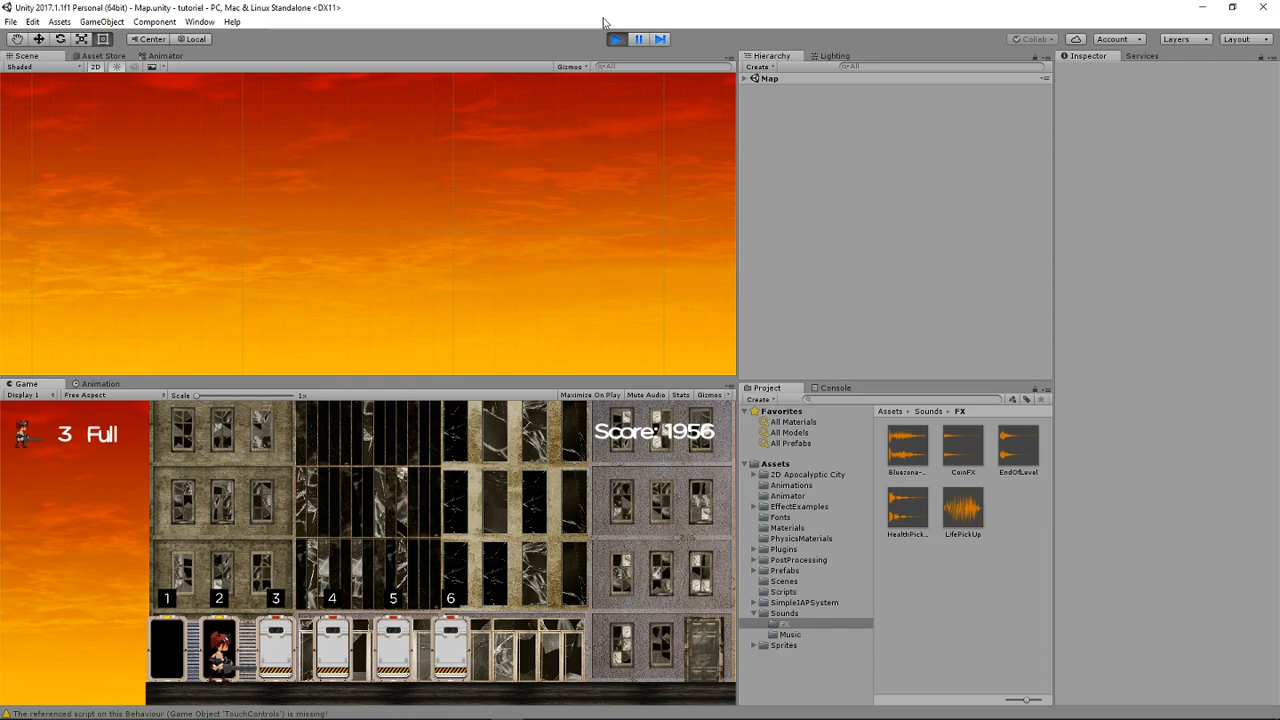 Unity 2017.1.1f1 Personal (64bit) - Map.unity - tutoriel - PC, Mac & Linux Standalone <DX11>
File Edit Assets GameObject Component Window Help
Center Local Collab Account Layers Layout
Scene Asset Store Animator
Shaded 2D Gizmos All
Hierarchy Lighting
Create All
Map
Inspector Services
Game Animation
Display 1 Free Aspect Scale 1x Maximize On Play Mute Audio Stats Gizmos
3 Full
Score: 1956
1 2 3 4 5 6
Project Console
Create
Favorites
All Materials
All Models
All Prefabs
Assets
2D Apocalyptic City
Animations
Animator
EffectExamples
Fonts
Materials
PhysicsMaterials
Plugins
PostProcessing
Prefabs
Scenes
Scripts
SimpleIAPSystem
Sounds
FX
Music
Sprites
Assets Sounds FX
Bluezone-... CoinFX EndOfLevel
HealthPick... LifePickUp
The referenced script on this Behaviour (Game Object 'TouchControls') is missing!